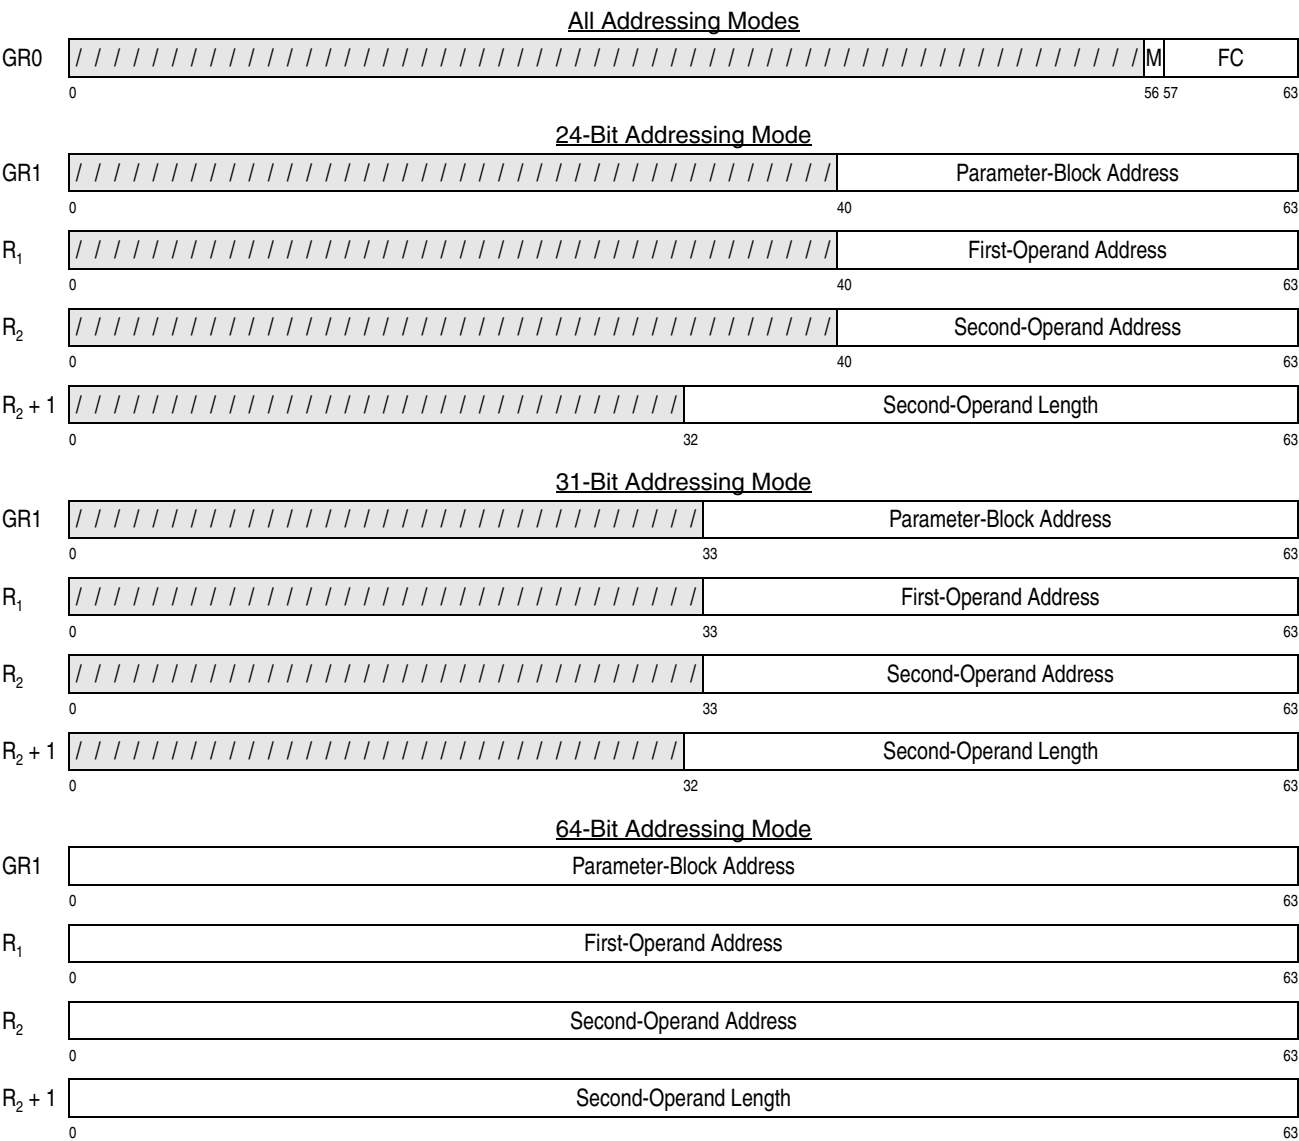 All Addressing Modes
GR0 / / / / / / / / / / / / / / / / / / / / / / / / / / / / / / / / / / / / / / / / / / / / / / / / / / / / / / / / M FC
0 56 57 63
24-Bit Addressing Mode
GR1 / / / / / / / / / / / / / / / / / / / / / / / / / / / / / / / / / / / / / / / / Parameter-Block Address
0 40 63
R1 / / / / / / / / / / / / / / / / / / / / / / / / / / / / / / / / / / / / / / / / First-Operand Address
0 40 63
R2 / / / / / / / / / / / / / / / / / / / / / / / / / / / / / / / / / / / / / / / / Second-Operand Address
0 40 63
R2 + 1 / / / / / / / / / / / / / / / / / / / / / / / / / / / / / / / / Second-Operand Length
0 32 63
31-Bit Addressing Mode
GR1 / / / / / / / / / / / / / / / / / / / / / / / / / / / / / / / / / Parameter-Block Address
0 33 63
R1 / / / / / / / / / / / / / / / / / / / / / / / / / / / / / / / / / First-Operand Address
0 33 63
R2 / / / / / / / / / / / / / / / / / / / / / / / / / / / / / / / / / Second-Operand Address
0 33 63
R2 + 1 / / / / / / / / / / / / / / / / / / / / / / / / / / / / / / / / Second-Operand Length
0 32 63
64-Bit Addressing Mode
GR1 Parameter-Block Address
0 63
R1 First-Operand Address
0 63
R2 Second-Operand Address
0 63
R2 + 1 Second-Operand Length
0 63